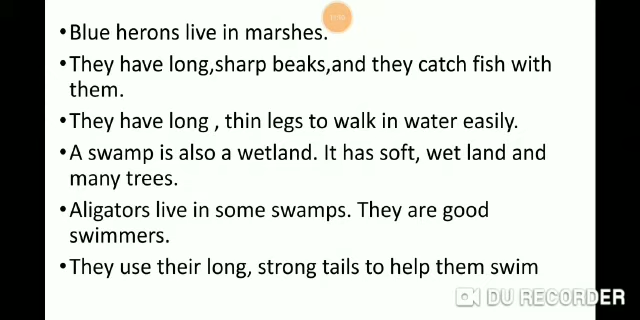 •Blue herons live in marshes.
•They have long,sharp beaks,and they catch fish with
them.
•They have long , thin legs to walk in water easily.
•A swamp is also a wetland. It has soft, wet land and
many trees.
•Aligators live in some swamps. They are good
swimmers.
•They use their long, strong tails to help them swim
DU RECORDER